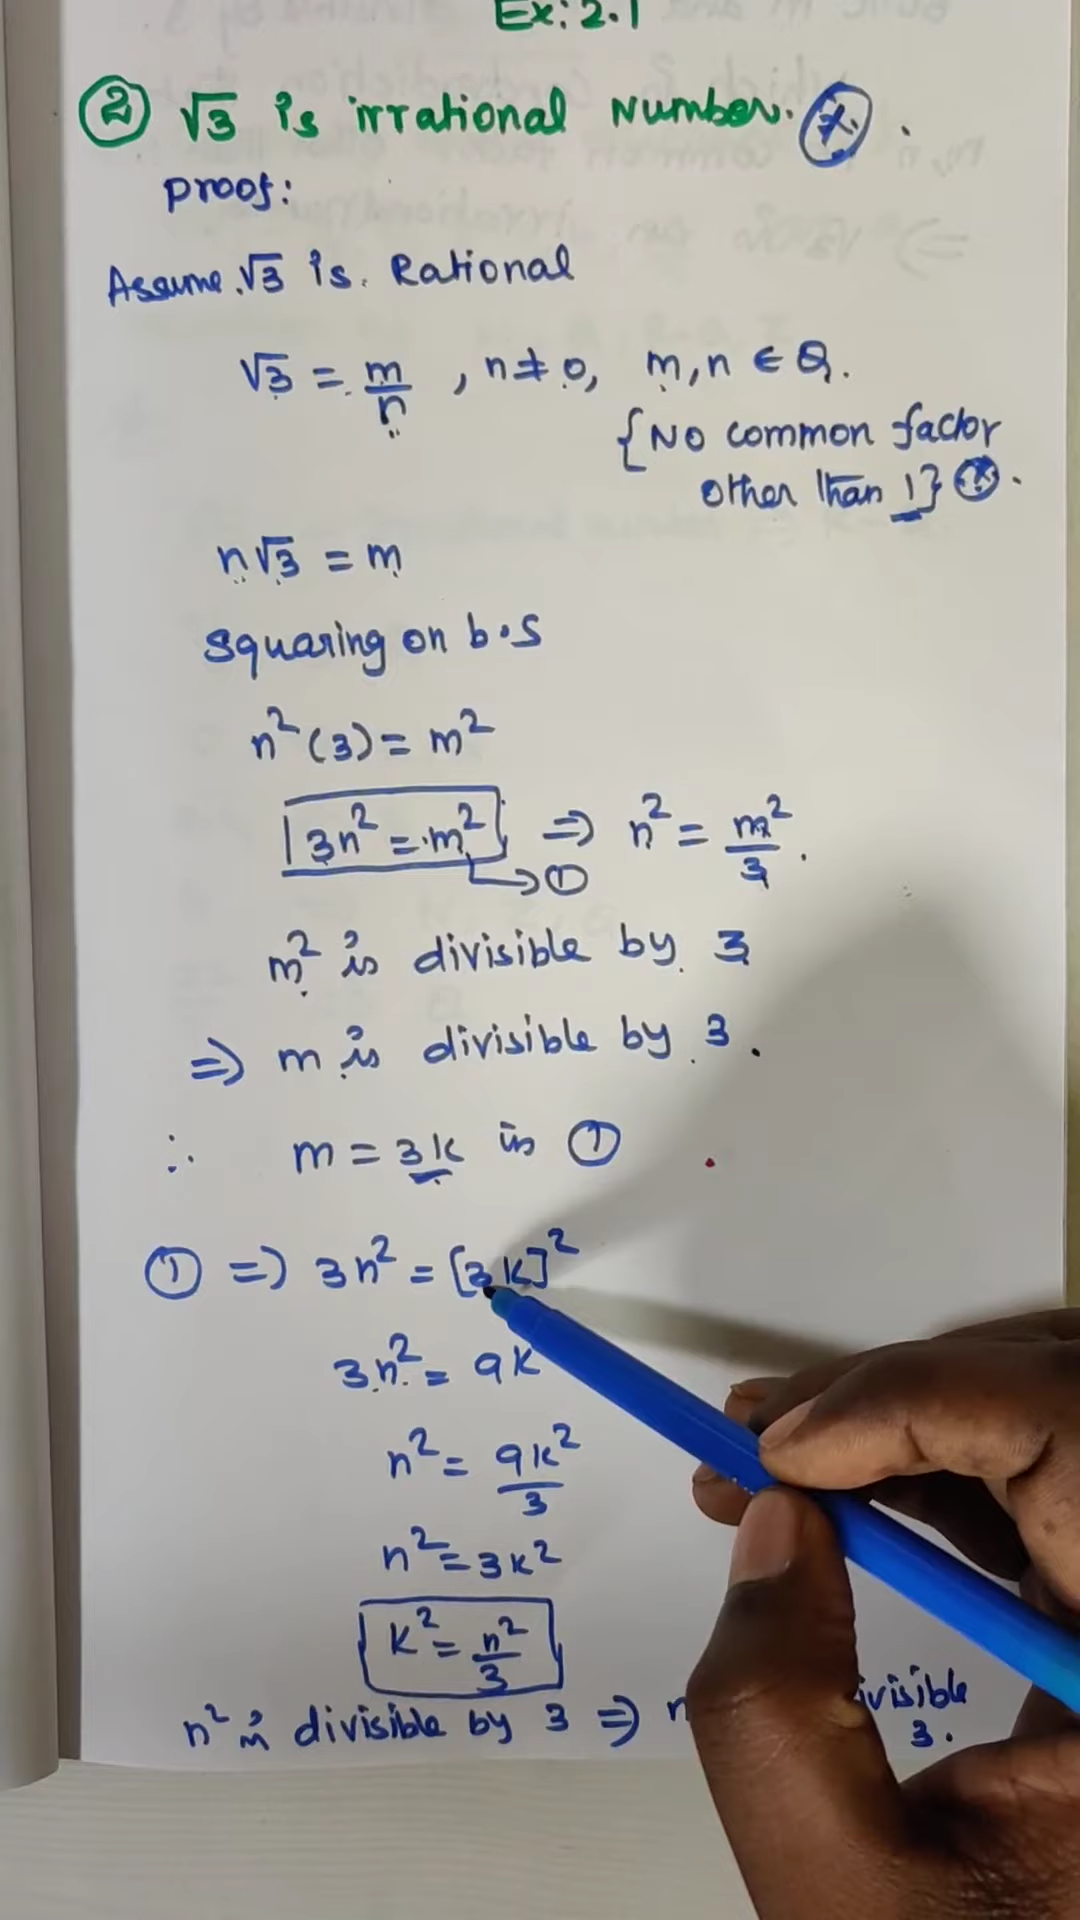 Ex: 2.1
② √3 is irrational Number. (*).
Proof:
Assume √3 is Rational
√3 = m/n , n≠0, m,n ∈ Q.
{No common factor
other than 1} (*).
n√3 = m
Squaring on b.s
n²(3) = m²
3n² = m² ⇒ n² = m²/3.
→①
m² is divisible by 3
⇒ m is divisible by 3.
∴ m = 3k in ①
① ⇒ 3n² = [3k]²
3n² = 9k
n² = 9k²/3
n² = 3k²
k² = n²/3
n² is divisible by 3 ⇒ n
3.